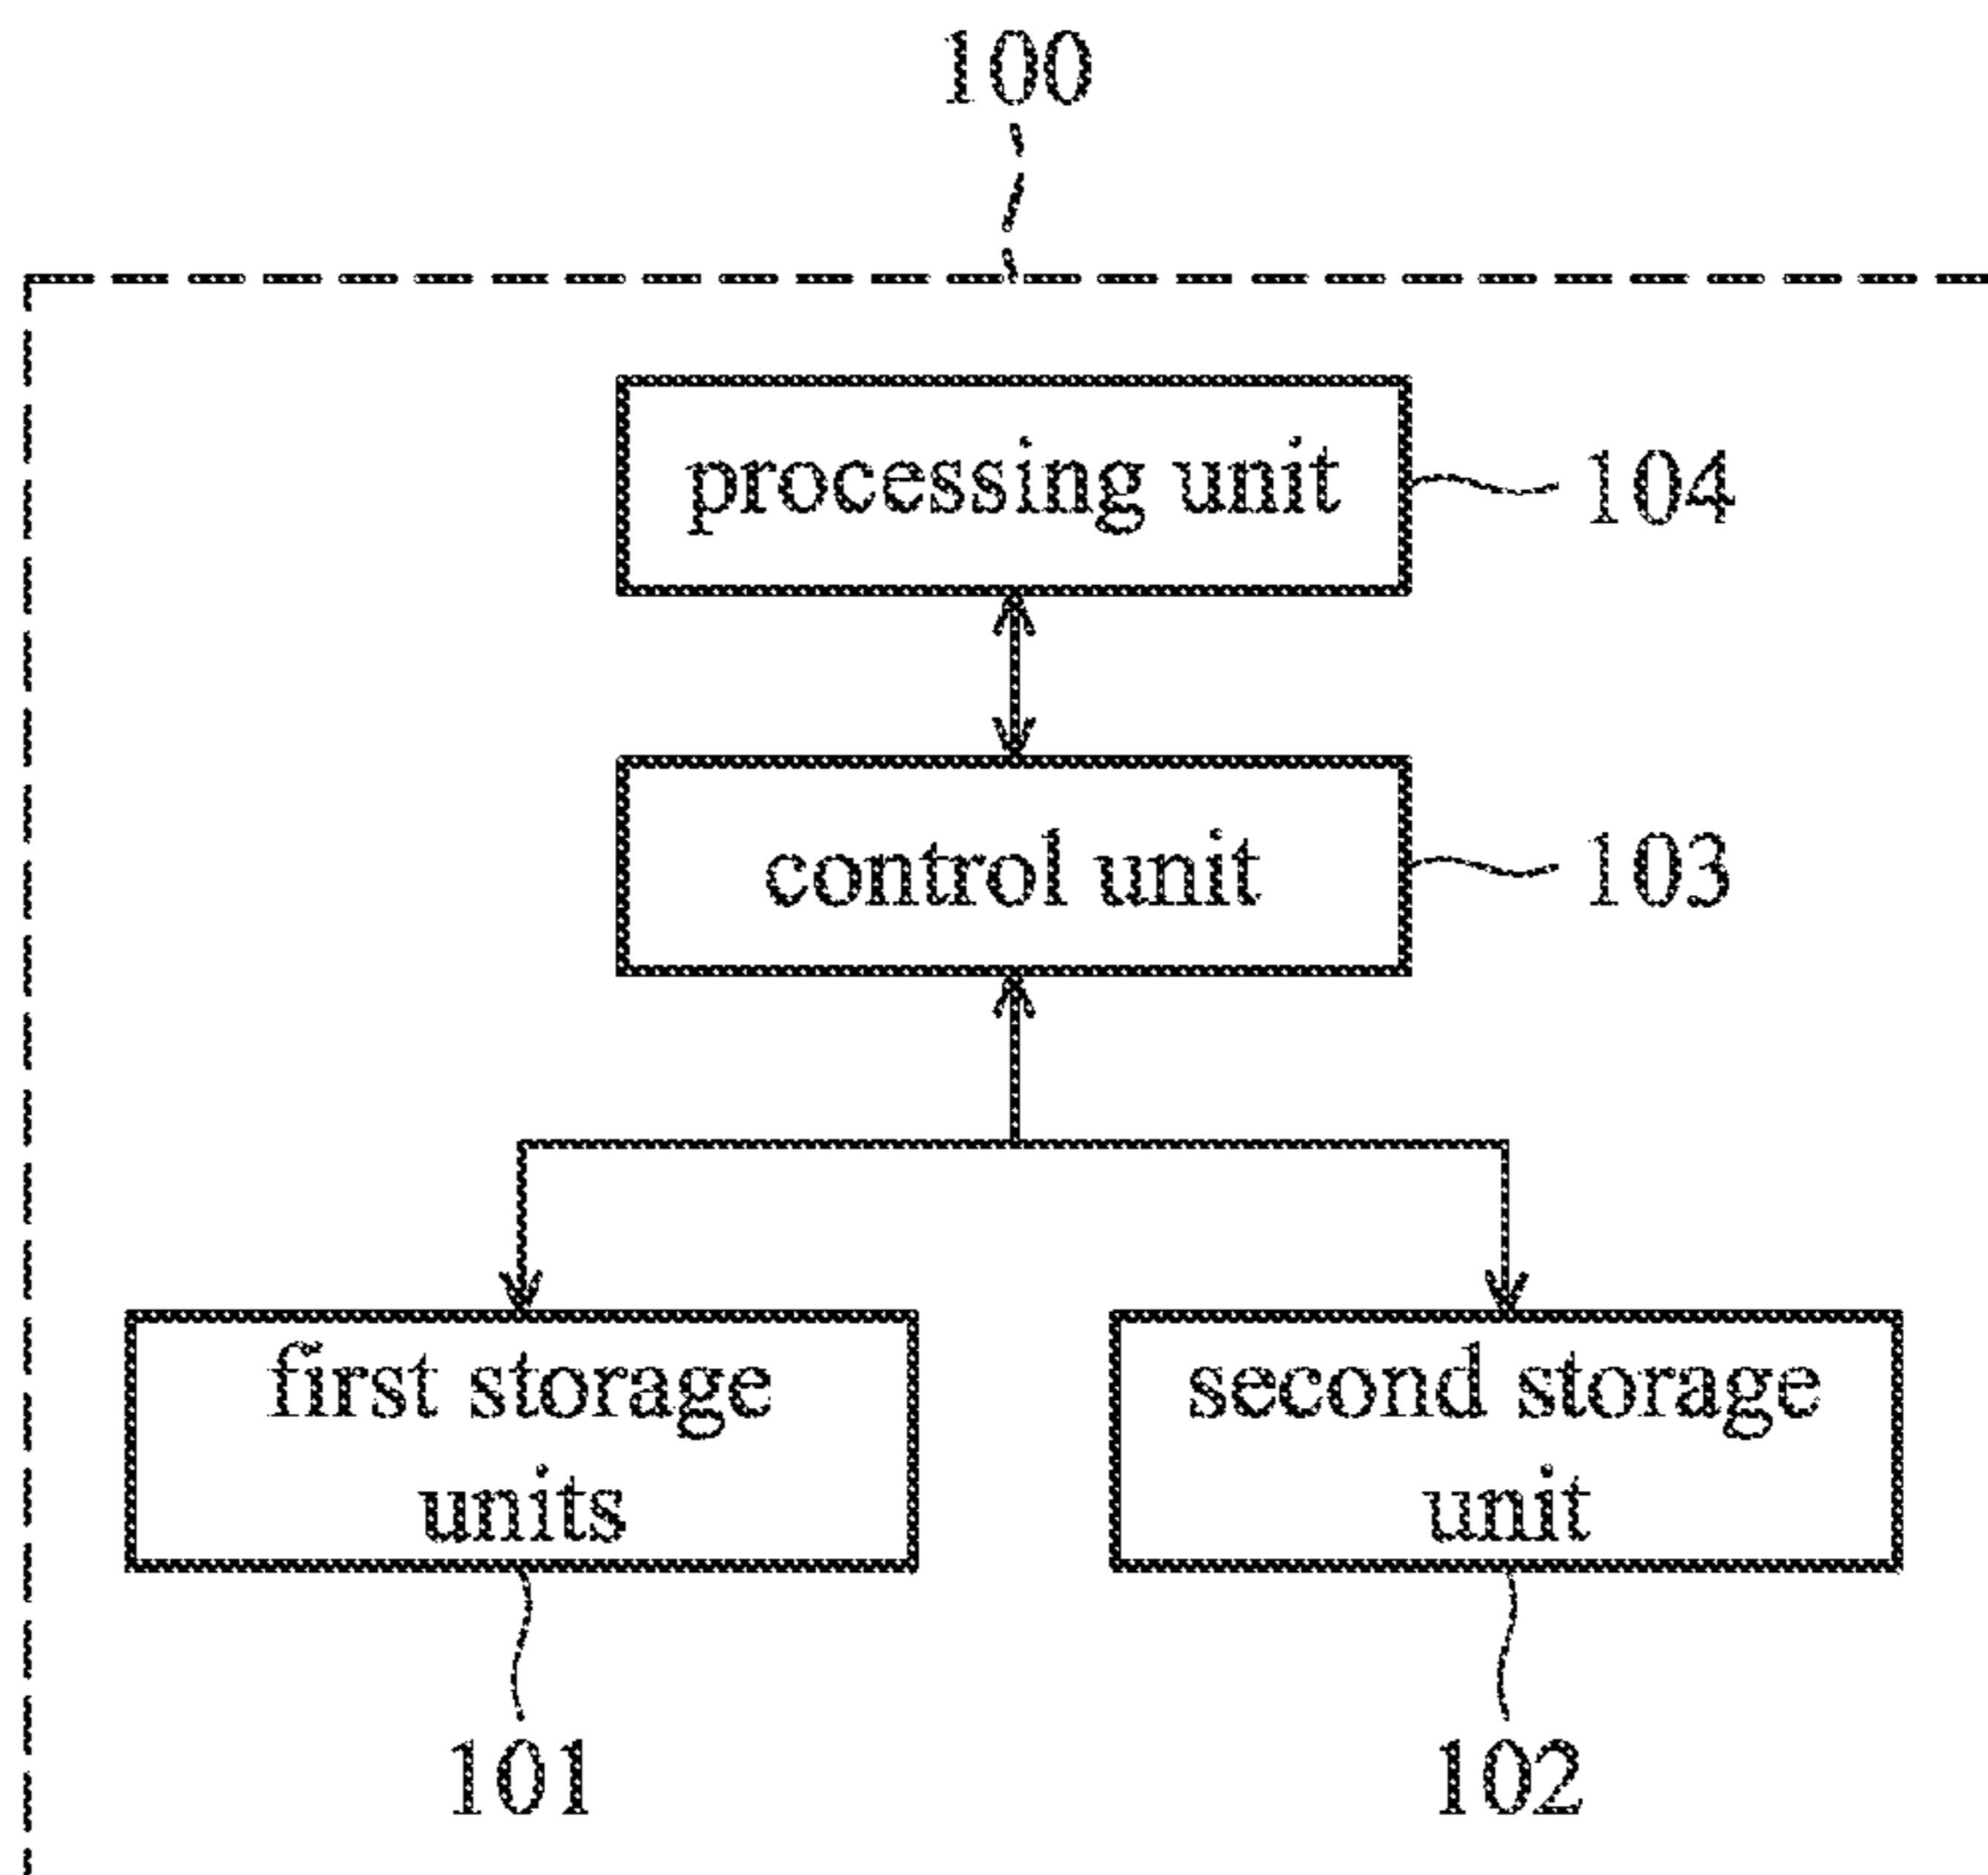 100
processing unit
104
control unit
103
first storage
units
second storage
unit
101
102